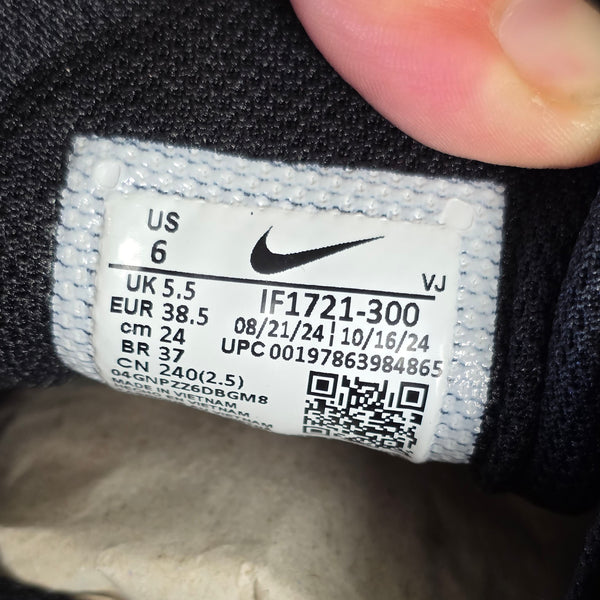 US
6
VJ
UK 5.5
EUR 38.5
cm 24
BR 37
CN 240(2.5)
IF1721-300
08/21/24 | 10/16/24
UPC 00197863984865
04GNPZZ6DBGM8
MADE IN VIETNAM
VIETNAM